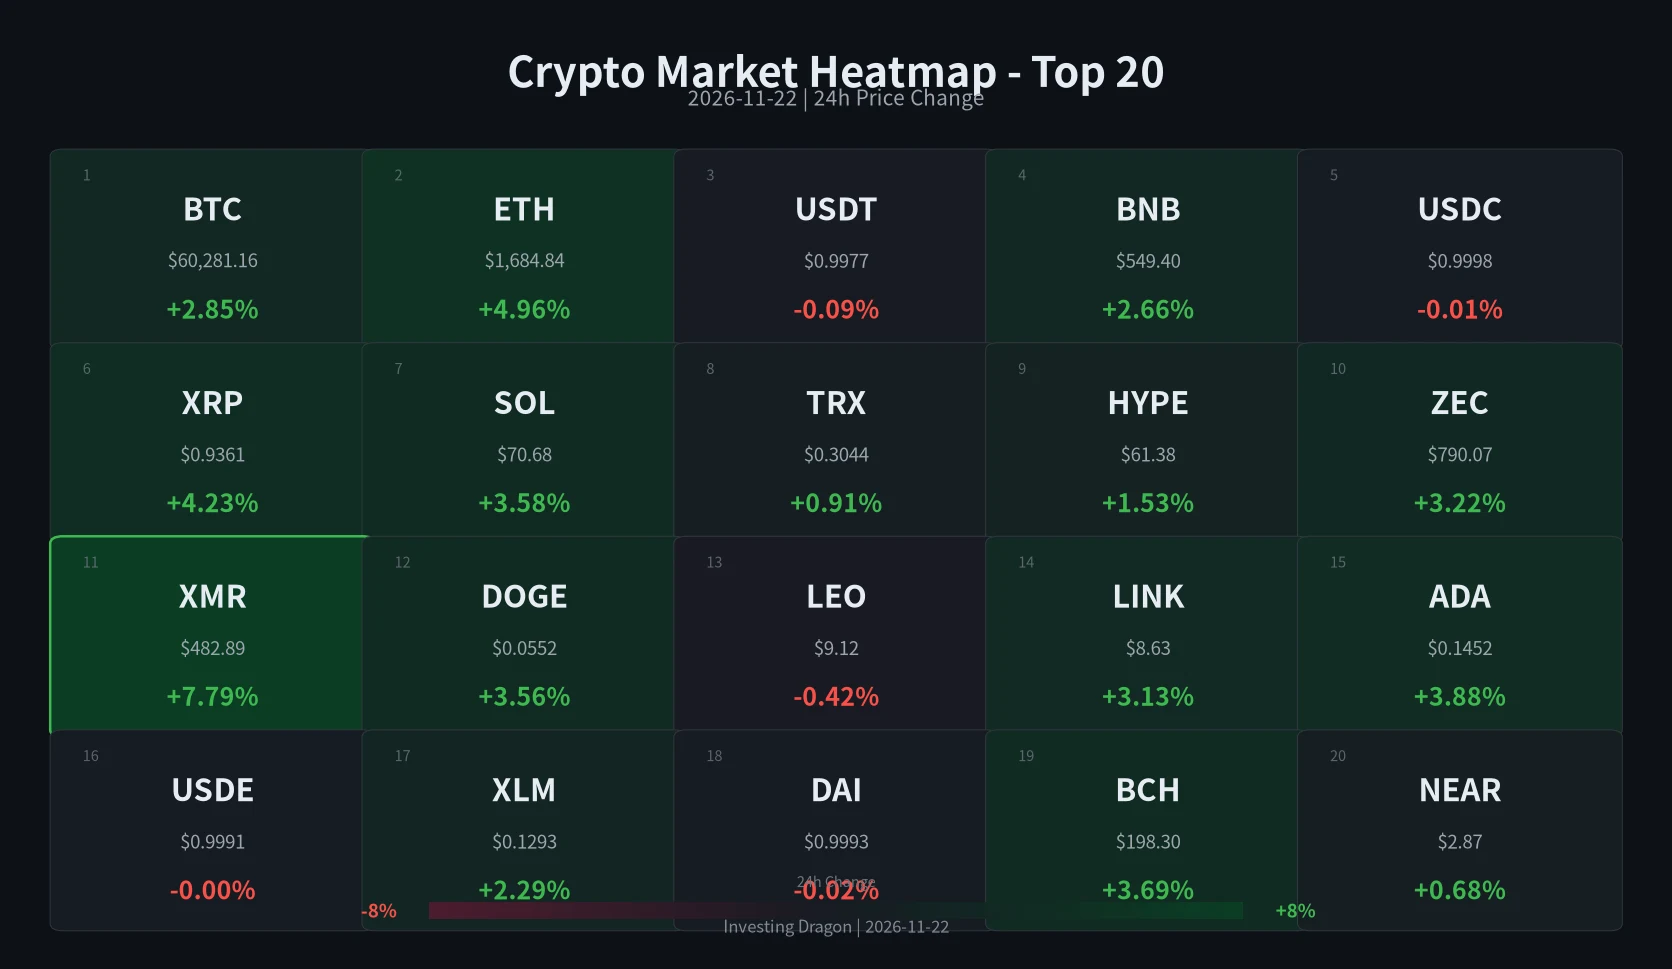 Crypto Market Heatmap - Top 20
2026-11-22 | 24h Price Change
1
BTC
$60,281.16
+2.85%
2
ETH
$1,684.84
+4.96%
3
USDT
$0.9977
-0.09%
4
BNB
$549.40
+2.66%
5
USDC
$0.9998
-0.01%
6
XRP
$0.9361
+4.23%
7
SOL
$70.68
+3.58%
8
TRX
$0.3044
+0.91%
9
HYPE
$61.38
+1.53%
10
ZEC
$790.07
+3.22%
11
XMR
$482.89
+7.79%
12
DOGE
$0.0552
+3.56%
13
LEO
$9.12
-0.42%
14
LINK
$8.63
+3.13%
15
ADA
$0.1452
+3.88%
16
USDE
$0.9991
-0.00%
17
XLM
$0.1293
+2.29%
18
DAI
$0.9993
-0.02%
19
BCH
$198.30
+3.69%
20
NEAR
$2.87
+0.68%
24h Change
-8%
+8%
Investing Dragon | 2026-11-22